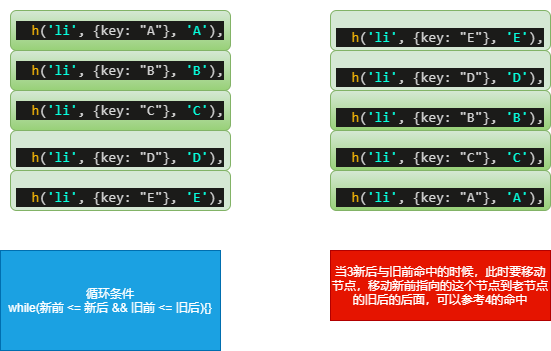 h('li', {key: "A"}, 'A'),
h('li', {key: "B"}, 'B'),
h('li', {key: "C"}, 'C'),
h('li', {key: "D"}, 'D'),
h('li', {key: "E"}, 'E'),
h('li', {key: "E"}, 'E'),
h('li', {key: "D"}, 'D'),
h('li', {key: "B"}, 'B'),
h('li', {key: "C"}, 'C'),
h('li', {key: "A"}, 'A'),
循环条件
while(新前 <= 新后 && 旧前 <= 旧后){}
当3新后与旧前命中的时候，此时要移动
节点，移动新前指向的这个节点到老节点
的旧后的后面，可以参考4的命中